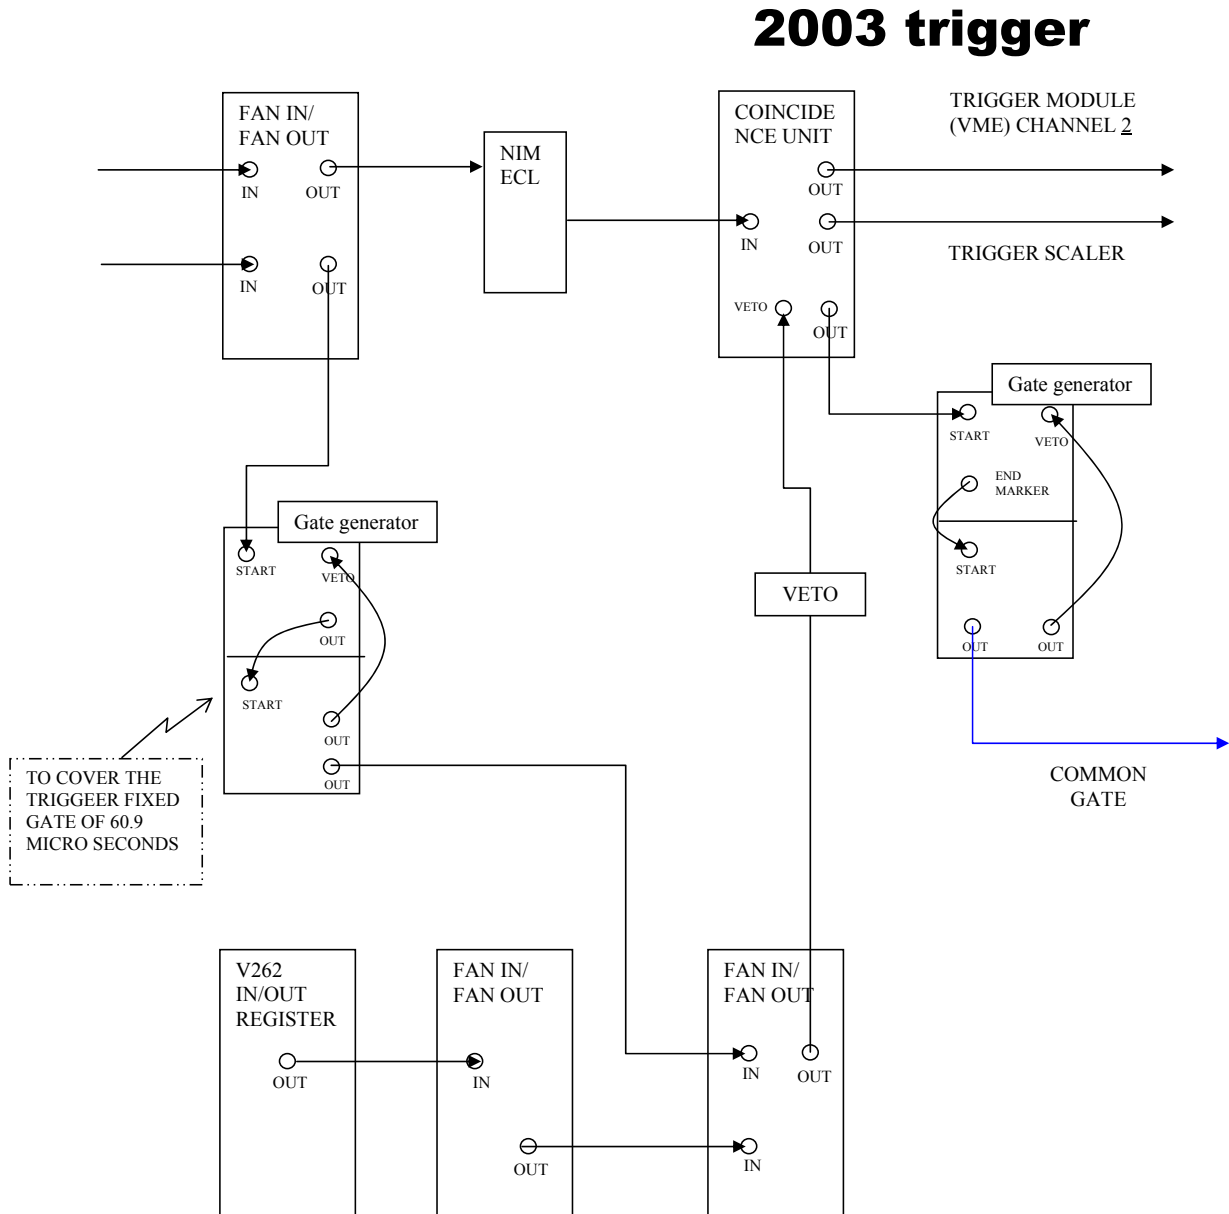 2003 trigger
FAN IN/
FAN OUT
IN
OUT
IN
OUT
NIM
ECL
COINCIDE
NCE UNIT
OUT
IN
OUT
VETO
OUT
TRIGGER MODULE
(VME) CHANNEL 2
TRIGGER SCALER
Gate generator
START
VETO
END
MARKER
START
OUT
OUT
COMMON
GATE
Gate generator
START
VETO
OUT
START
OUT
OUT
VETO
TO COVER THE
TRIGGEER FIXED
GATE OF 60.9
MICRO SECONDS
V262
IN/OUT
REGISTER
OUT
FAN IN/
FAN OUT
IN
OUT
FAN IN/
FAN OUT
IN
OUT
IN